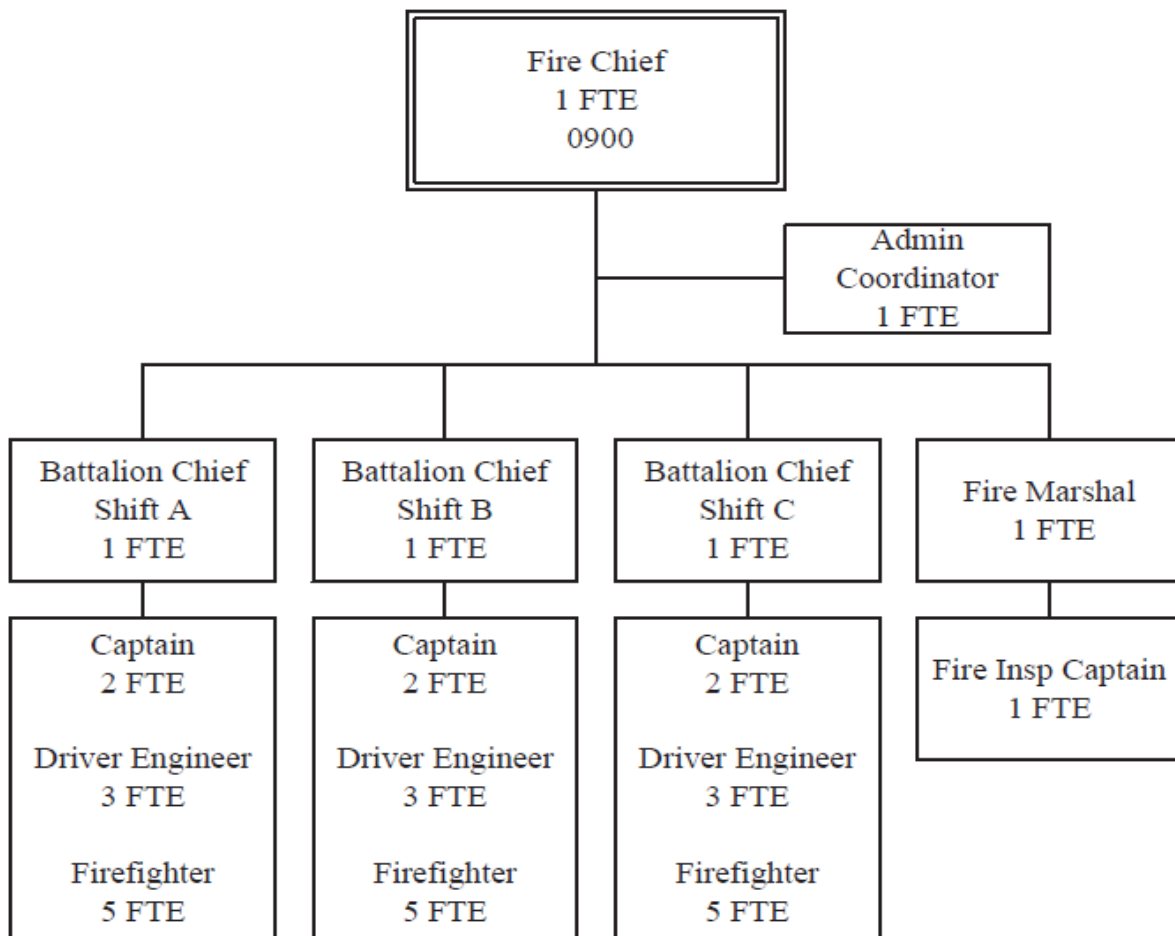 Fire Chief
1 FTE
0900
Admin
Coordinator
1 FTE
Battalion Chief
Shift A
1 FTE
Battalion Chief
Shift B
1 FTE
Battalion Chief
Shift C
1 FTE
Fire Marshal
1 FTE
Captain
2 FTE
Driver Engineer
3 FTE
Firefighter
5 FTE
Captain
2 FTE
Driver Engineer
3 FTE
Firefighter
5 FTE
Captain
2 FTE
Driver Engineer
3 FTE
Firefighter
5 FTE
Fire Insp Captain
1 FTE